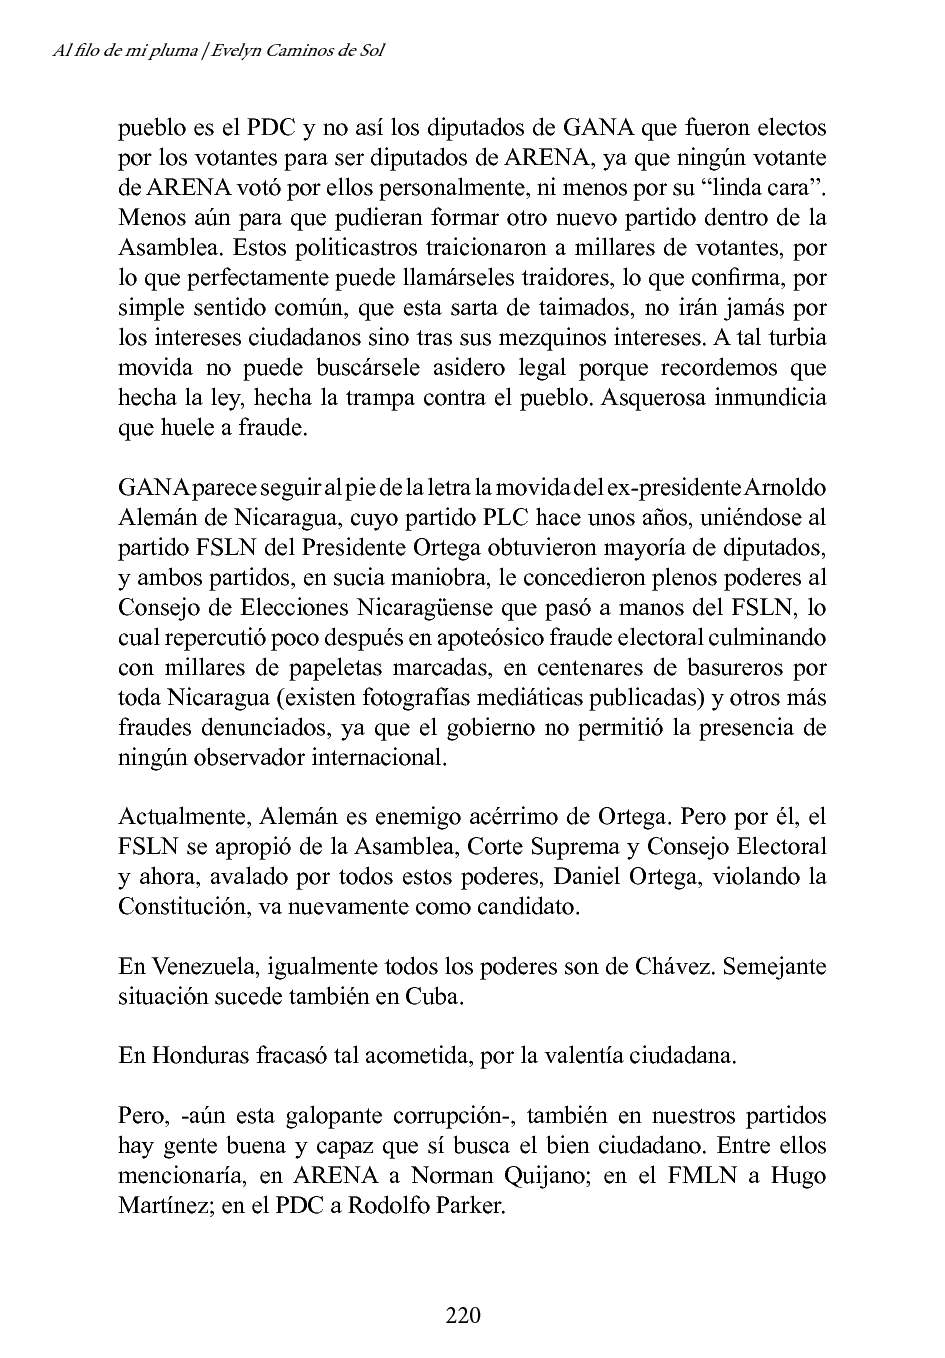 Al filo de mi pluma | Evelyn Caminos de Sol
pueblo es el PDC y no así los diputados de GANA que fueron electos
por los votantes para ser diputados de ARENA, ya que ningún votante
de ARENA votó por ellos personalmente, ni menos por su “linda cara”.
Menos aún para que pudieran formar otro nuevo partido dentro de la
Asamblea. Estos politicastros traicionaron a millares de votantes, por
lo que perfectamente puede llamárseles traidores, lo que confirma, por
simple sentido común, que esta sarta de taimados, no irán jamás por
los intereses ciudadanos sino tras sus mezquinos intereses. A tal turbia
movida no puede buscársele asidero legal porque recordemos que
hecha la ley, hecha la trampa contra el pueblo. Asquerosa inmundicia
que huele a fraude.
GANA parece seguir al pie de la letra la movida del ex-presidente Arnoldo
Alemán de Nicaragua, cuyo partido PLC hace unos años, uniéndose al
partido FSLN del Presidente Ortega obtuvieron mayoría de diputados,
y ambos partidos, en sucia maniobra, le concedieron plenos poderes al
Consejo de Elecciones Nicaragüense que pasó a manos del FSLN, lo
cual repercutió poco después en apoteósico fraude electoral culminando
con millares de papeletas marcadas, en centenares de basureros por
toda Nicaragua (existen fotografías mediáticas publicadas) y otros más
fraudes denunciados, ya que el gobierno no permitió la presencia de
ningún observador internacional.
Actualmente, Alemán es enemigo acérrimo de Ortega. Pero por él, el
FSLN se apropió de la Asamblea, Corte Suprema y Consejo Electoral
y ahora, avalado por todos estos poderes, Daniel Ortega, violando la
Constitución, va nuevamente como candidato.
En Venezuela, igualmente todos los poderes son de Chávez. Semejante
situación sucede también en Cuba.
En Honduras fracasó tal acometida, por la valentía ciudadana.
Pero, -aún esta galopante corrupción-, también en nuestros partidos
hay gente buena y capaz que sí busca el bien ciudadano. Entre ellos
mencionaría, en ARENA a Norman Quijano; en el FMLN a Hugo
Martínez; en el PDC a Rodolfo Parker.
220